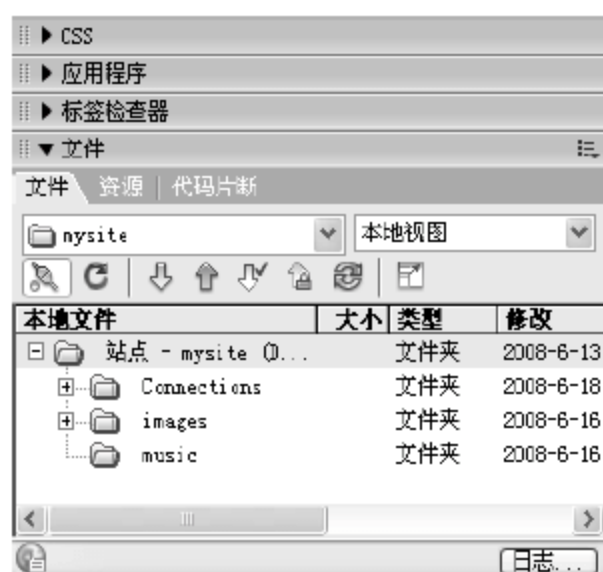 CSS
应用程序
标签检查器
文件
文件 资源 | 代码片断
mysite 本地视图
本地文件 大小 类型 修改
站点 - mysite (D... 文件夹 2008-6-13
Connections 文件夹 2008-6-18
images 文件夹 2008-6-16
music 文件夹 2008-6-16
日志...